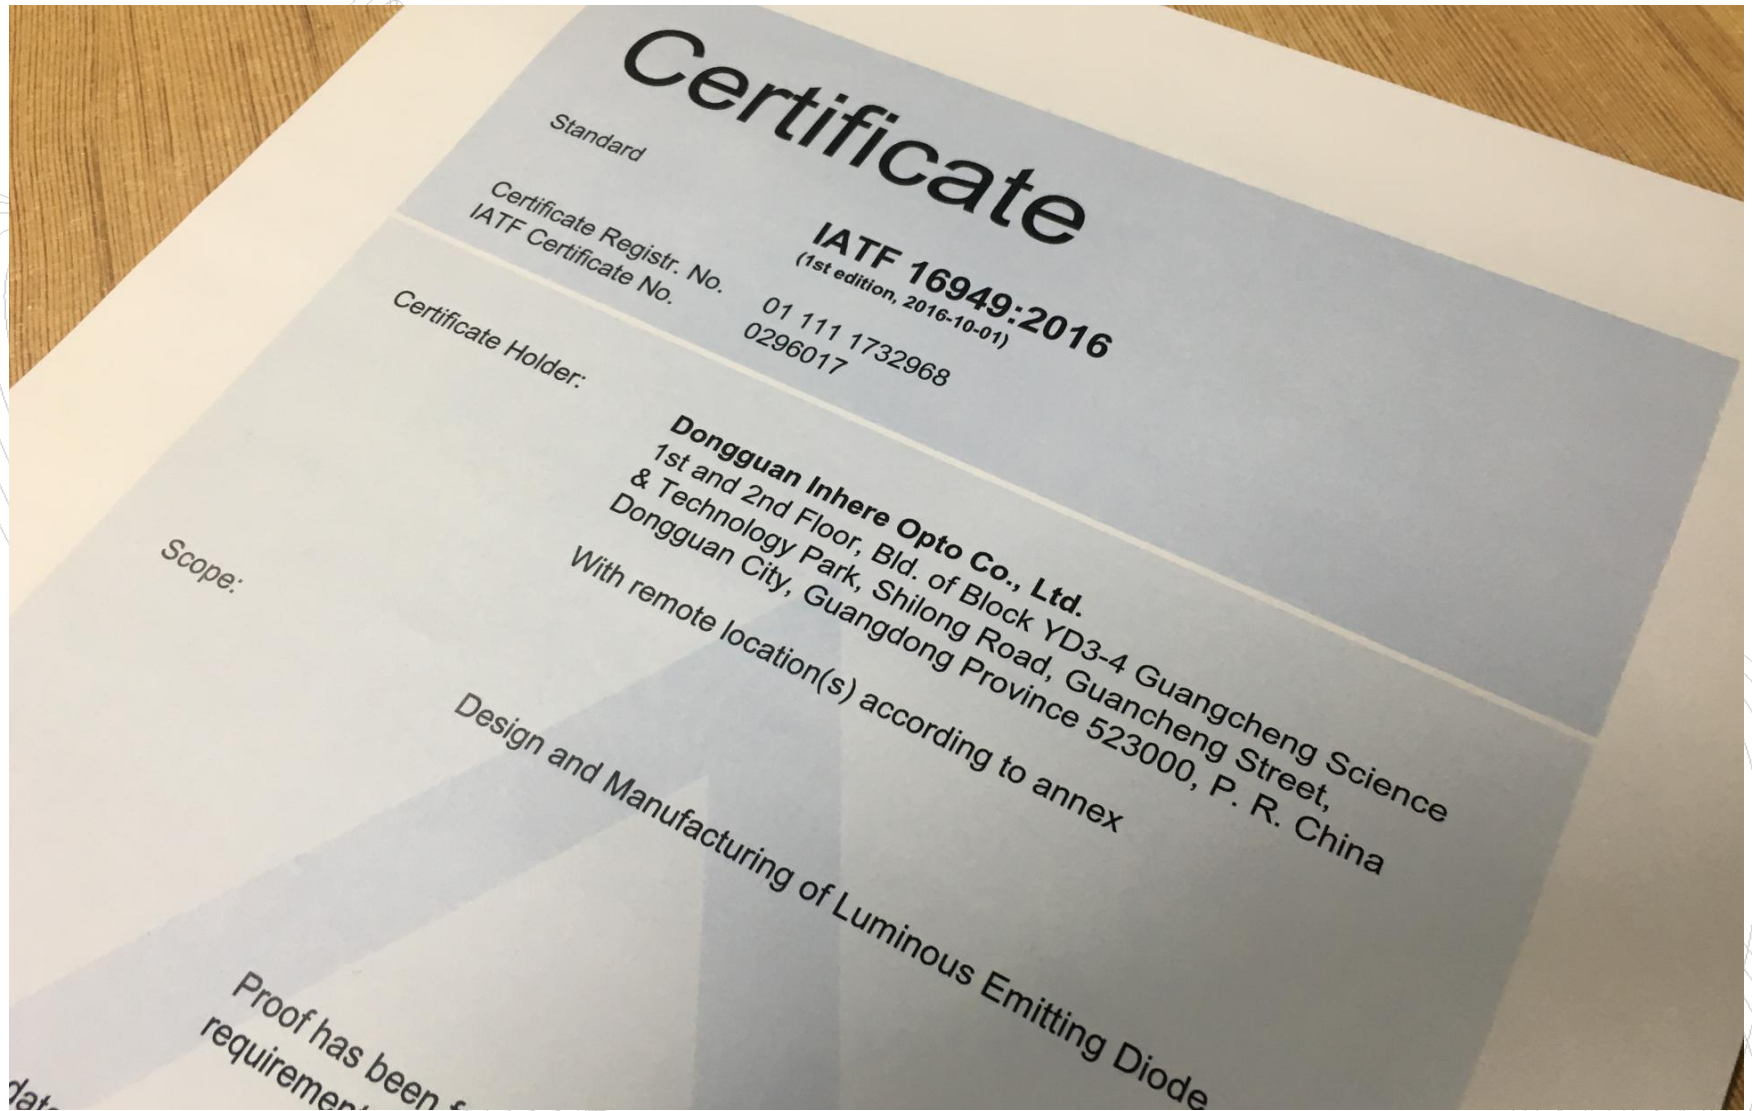 Certificate
Standard
IATF 16949:2016
(1st edition, 2016-10-01)
Certificate Registr. No.
01 111 1732968
IATF Certificate No.
0296017
Certificate Holder:
Dongguan Inhere Opto Co., Ltd.
1st and 2nd Floor, Bld. of Block YD3-4 Guangcheng Science
& Technology Park, Shilong Road, Guancheng Street,
Dongguan City, Guangdong Province 523000, P. R. China
With remote location(s) according to annex
Scope:
Design and Manufacturing of Luminous Emitting Diode
Proof has been